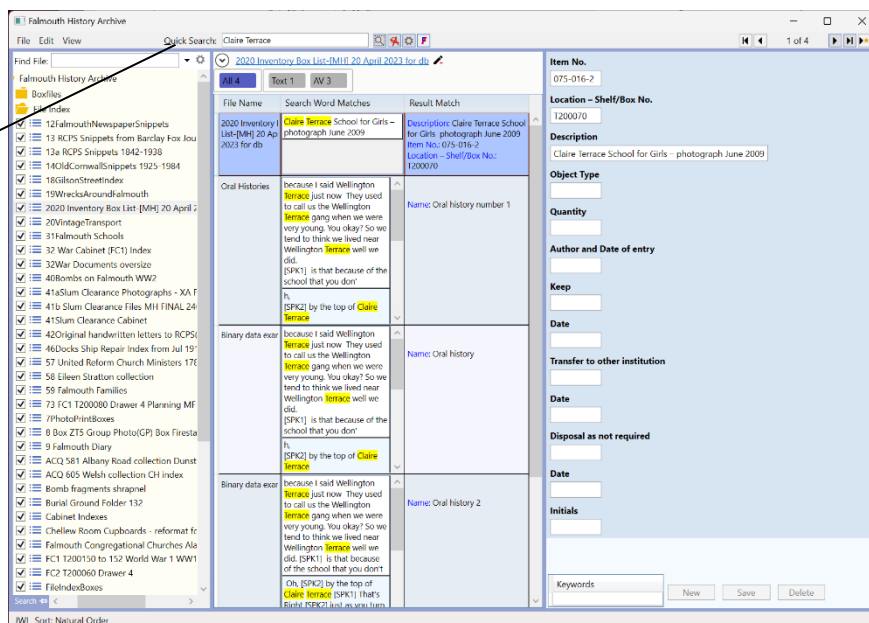 Falmouth History Archive
File Edit View Quick Search: Claire Terrace 1 of 4
Find File:
Falmouth History Archive
Boxfiles
File Index
12FalmouthNewspaperSnippets
13 RCPS Snippets from Barclay Fox Jou
13a RCPS Snippets 1842-1938
14OldCornwallSnippets 1925-1984
18GilsonStreetIndex
19WrecksAroundFalmouth
2020 Inventory Box List-[MH] 20 April 2
20VintageTransport
31Falmouth Schools
32 War Cabinet (FC1) Index
32War Documents oversize
40Bombs on Falmouth WW2
41aSlum Clearance Photographs - XA F
41b Slum Clearance Files MH FINAL 240
41Slum Clearance Cabinet
42Original handwritten letters to RCPS(
46Docks Ship Repair Index from Jul 191
57 United Reform Church Ministers 178
58 Eileen Stratton collection
59 Falmouth Families
73 FC1 T200080 Drawer 4 Planning MF
7PhotoPrintBoxes
8 Box ZT5 Group Photo(GP) Box Firesta
9 Falmouth Diary
ACQ 581 Albany Road collection Dunst
ACQ 605 Welsh collection CH index
Bomb fragments shrapnel
Burial Ground Folder 132
Cabinet Indexes
Chellew Room Cupboards - reformat fo
Falmouth Congregational Churches Ala
FC1 T200150 to 152 World War 1 WW1
FC2 T200060 Drawer 4
FileIndexBoxes
Search
2020 Inventory Box List-[MH] 20 April 2023 for db
All 4 Text 1 AV 3
File Name Search Word Matches Result Match
2020 Inventory
List-[MH] 20 Ap
2023 for db
Claire Terrace School for Girls –
photograph June 2009
Description: Claire Terrace School
for Girls photograph June 2009
Item No.: 075-016-2
Location – Shelf/Box No.:
T200070
Oral Histories
because I said Wellington
Terrace just now They used
to call us the Wellington
Terrace gang when we were
very young. You okay? So we
tend to think we lived near
Wellington Terrace well we
did.
[SPK1] is that because of the
school that you don'
h,
[SPK2] by the top of Claire
Terrace
Name: Oral history number 1
Binary data exar
because I said Wellington
Terrace just now They used
to call us the Wellington
Terrace gang when we were
very young. You okay? So we
tend to think we lived near
Wellington Terrace well we
did.
[SPK1] is that because of the
school that you don'
h,
[SPK2] by the top of Claire
Terrace
Name: Oral history
Binary data exar
because I said Wellington
Terrace just now They used
to call us the Wellington
Terrace gang when we were
very young. You okay? So we
tend to think we lived near
Wellington Terrace well we
did. [SPK1] is that because
of the school that you don't
Oh, [SPK2] by the top of
Claire Terrace [SPK1] That's
Right [SPK2] just as you turn
Name: Oral history 2
Item No.
075-016-2
Location – Shelf/Box No.
T200070
Description
Claire Terrace School for Girls – photograph June 2009
Object Type
Quantity
Author and Date of entry
Keep
Date
Transfer to other institution
Date
Disposal as not required
Date
Initials
Keywords
New Save Delete
JWJ Sort: Natural Order